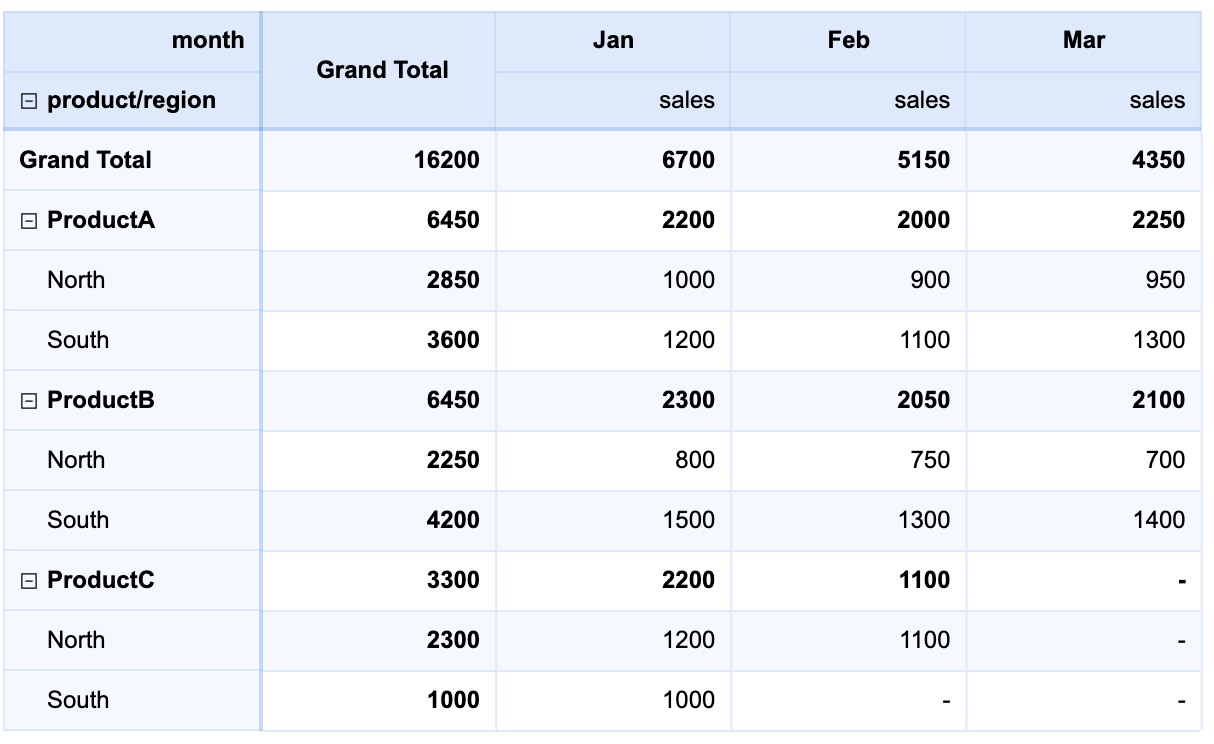 month Grand Total Jan Feb Mar
product/region sales sales sales
Grand Total 16200 6700 5150 4350
ProductA 6450 2200 2000 2250
North 2850 1000 900 950
South 3600 1200 1100 1300
ProductB 6450 2300 2050 2100
North 2250 800 750 700
South 4200 1500 1300 1400
ProductC 3300 2200 1100 -
North 2300 1200 1100 -
South 1000 1000 - -